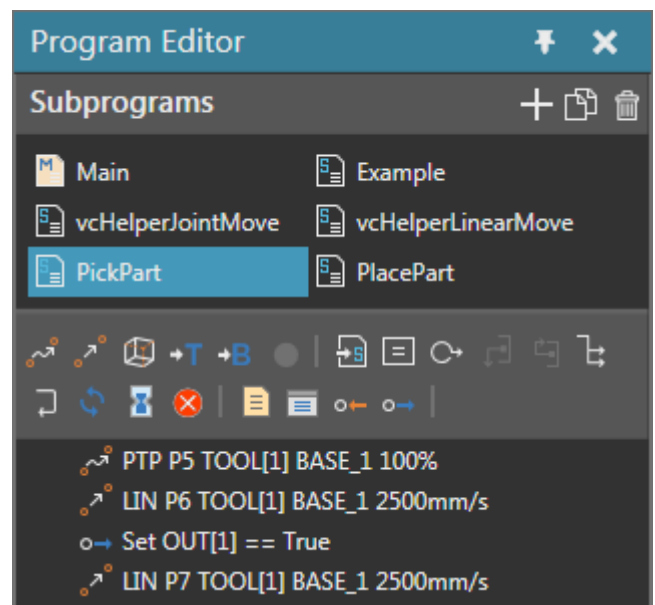 Program Editor
Subprograms
Main
Example
vcHelperJointMove
vcHelperLinearMove
PickPart
PlacePart
PTP P5 TOOL[1] BASE_1 100%
LIN P6 TOOL[1] BASE_1 2500mm/s
Set OUT[1] == True
LIN P7 TOOL[1] BASE_1 2500mm/s